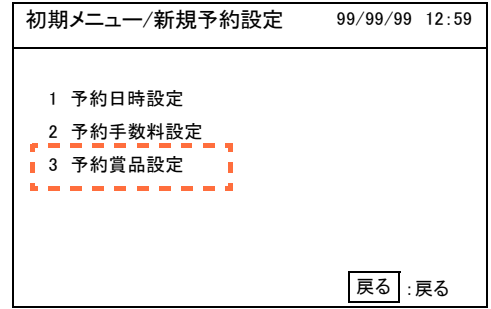 初期メニュー/新規予約設定 99/99/99 12:59
1 予約日時設定
2 予約手数料設定
3 予約賞品設定
戻る :戻る